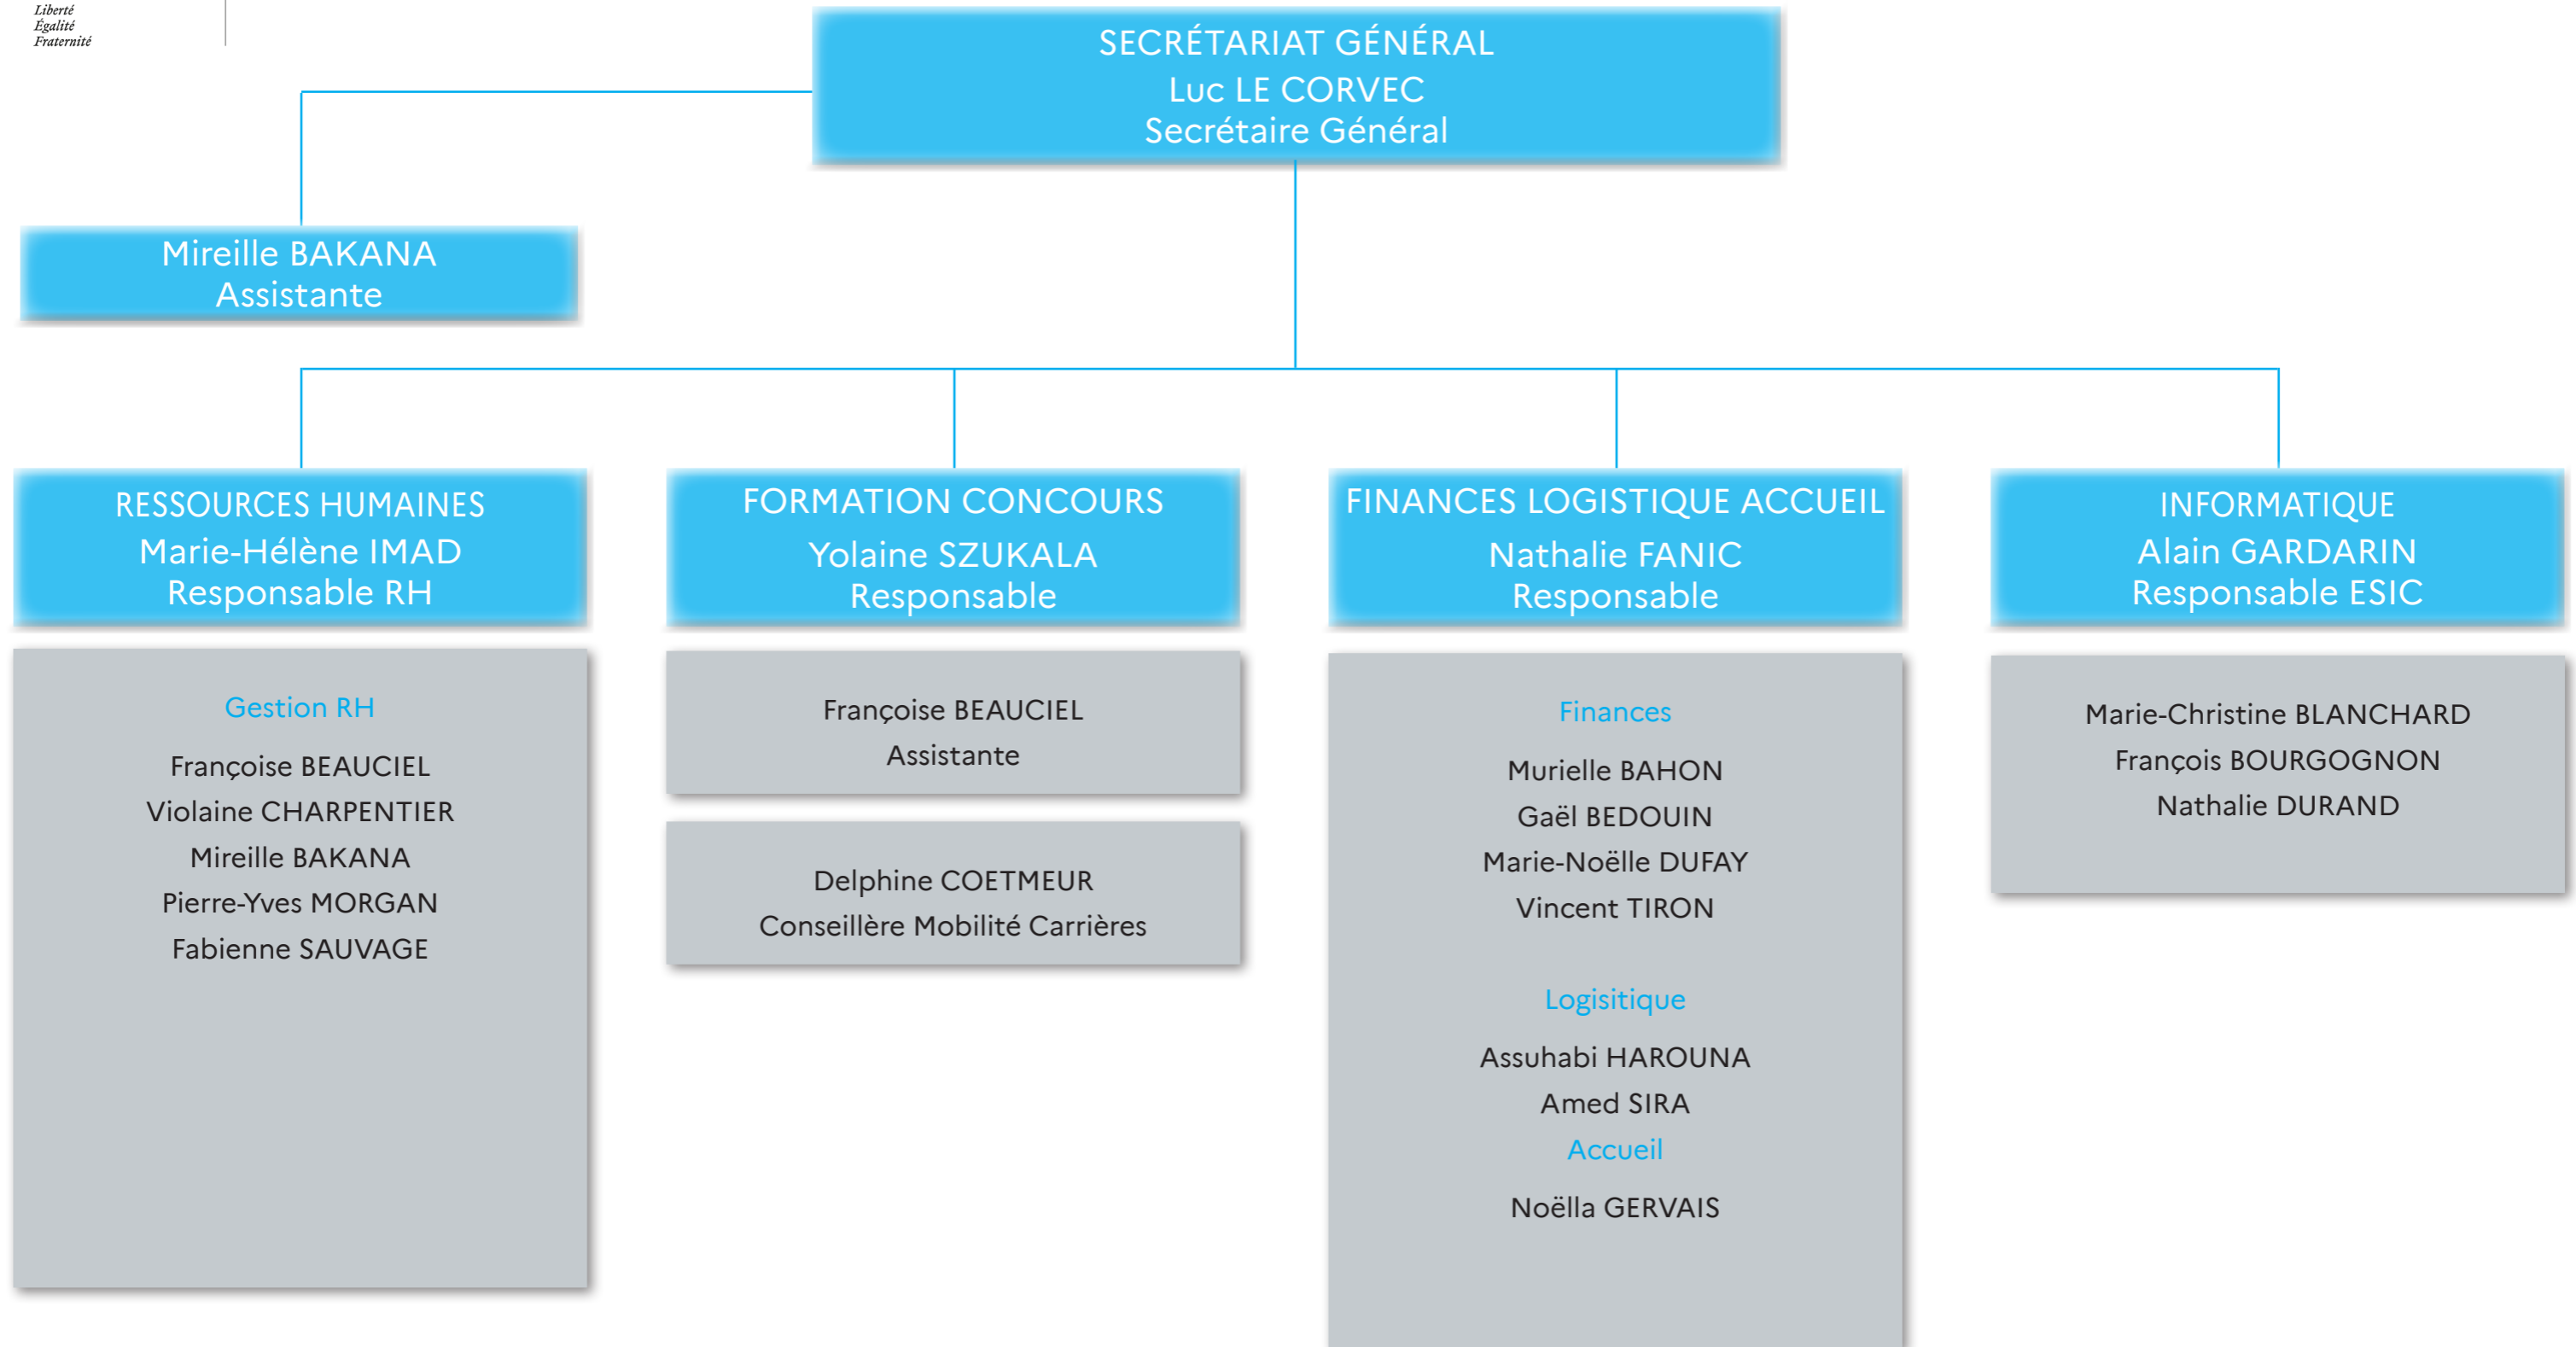 Liberté
Égalité
Fraternité
SECRÉTARIAT GÉNÉRAL
Luc LE CORVEC
Secrétaire Général
Mireille BAKANA
Assistante
RESSOURCES HUMAINES
Marie-Hélène IMAD
Responsable RH
Gestion RH
Françoise BEAUCIEL
Violaine CHARPENTIER
Mireille BAKANA
Pierre-Yves MORGAN
Fabienne SAUVAGE
FORMATION CONCOURS
Yolaine SZUKALA
Responsable
Françoise BEAUCIEL
Assistante
Delphine COETMEUR
Conseillère Mobilité Carrières
FINANCES LOGISTIQUE ACCUEIL
Nathalie FANIC
Responsable
Finances
Murielle BAHON
Gaël BEDOUIN
Marie-Noëlle DUFAY
Vincent TIRON
Logisitique
Assuhabi HAROUNA
Amed SIRA
Accueil
Noëlla GERVAIS
INFORMATIQUE
Alain GARDARIN
Responsable ESIC
Marie-Christine BLANCHARD
François BOURGOGNON
Nathalie DURAND